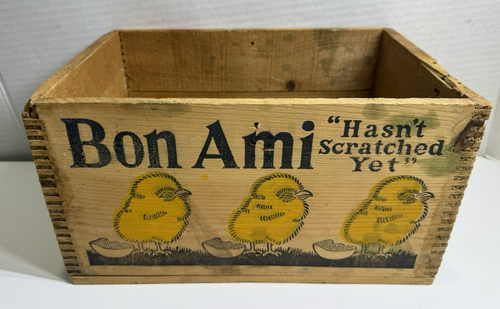 Bon Ami
"Hasn't
Scratched
Yet"